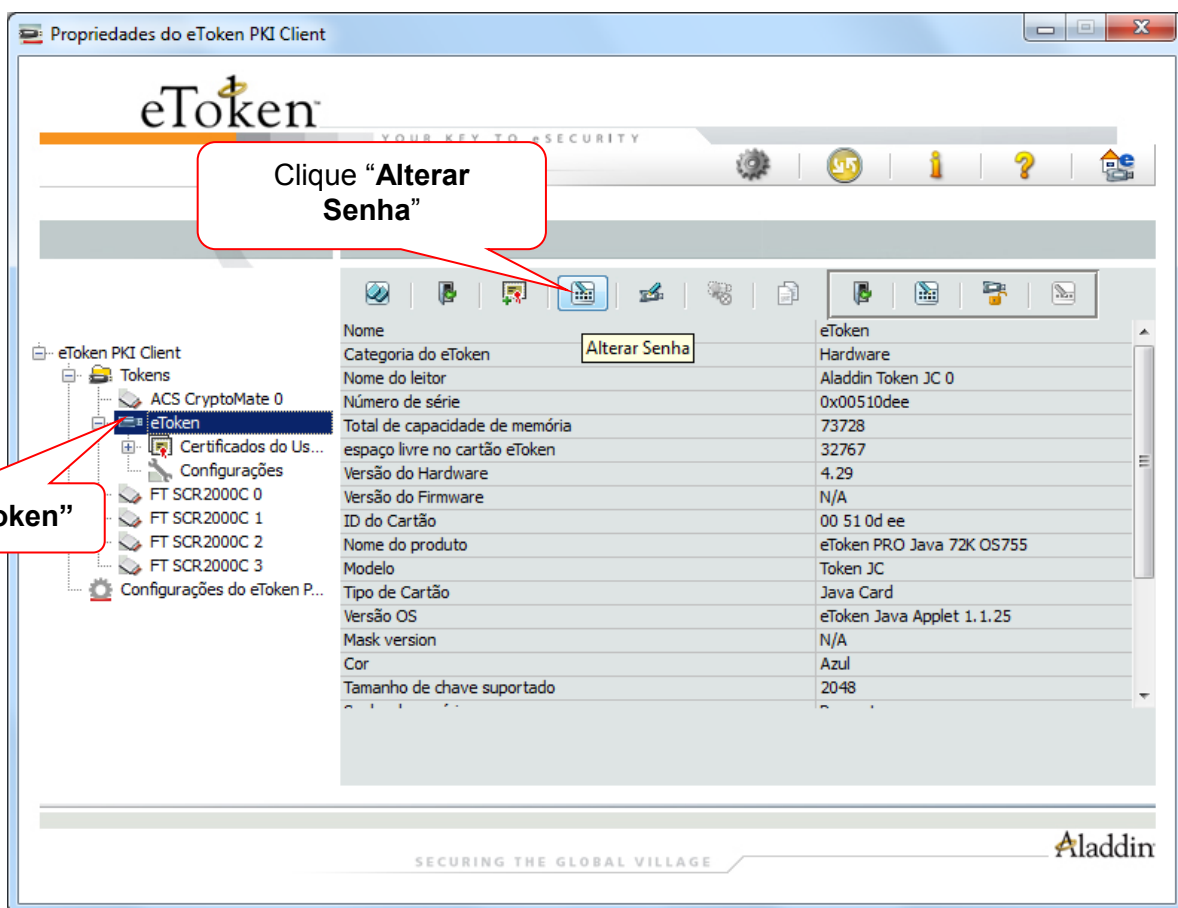 Propriedades do eToken PKI Client
eToken
YOUR KEY TO eSECURITY
Clique “Alterar
Senha”
Alterar Senha
eToken PKI Client
Tokens
ACS CryptoMate 0
eToken
Certificados do Us...
Configurações
FT SCR2000C 0
FT SCR2000C 1
FT SCR2000C 2
FT SCR2000C 3
Configurações do eToken P...
oken”
Nome eToken
Categoria do eToken Hardware
Nome do leitor Aladdin Token JC 0
Número de série 0x00510dee
Total de capacidade de memória 73728
espaço livre no cartão eToken 32767
Versão do Hardware 4.29
Versão do Firmware N/A
ID do Cartão 00 51 0d ee
Nome do produto eToken PRO Java 72K OS755
Modelo Token JC
Tipo de Cartão Java Card
Versão OS eToken Java Applet 1.1.25
Mask version N/A
Cor Azul
Tamanho de chave suportado 2048
SECURING THE GLOBAL VILLAGE
Aladdin